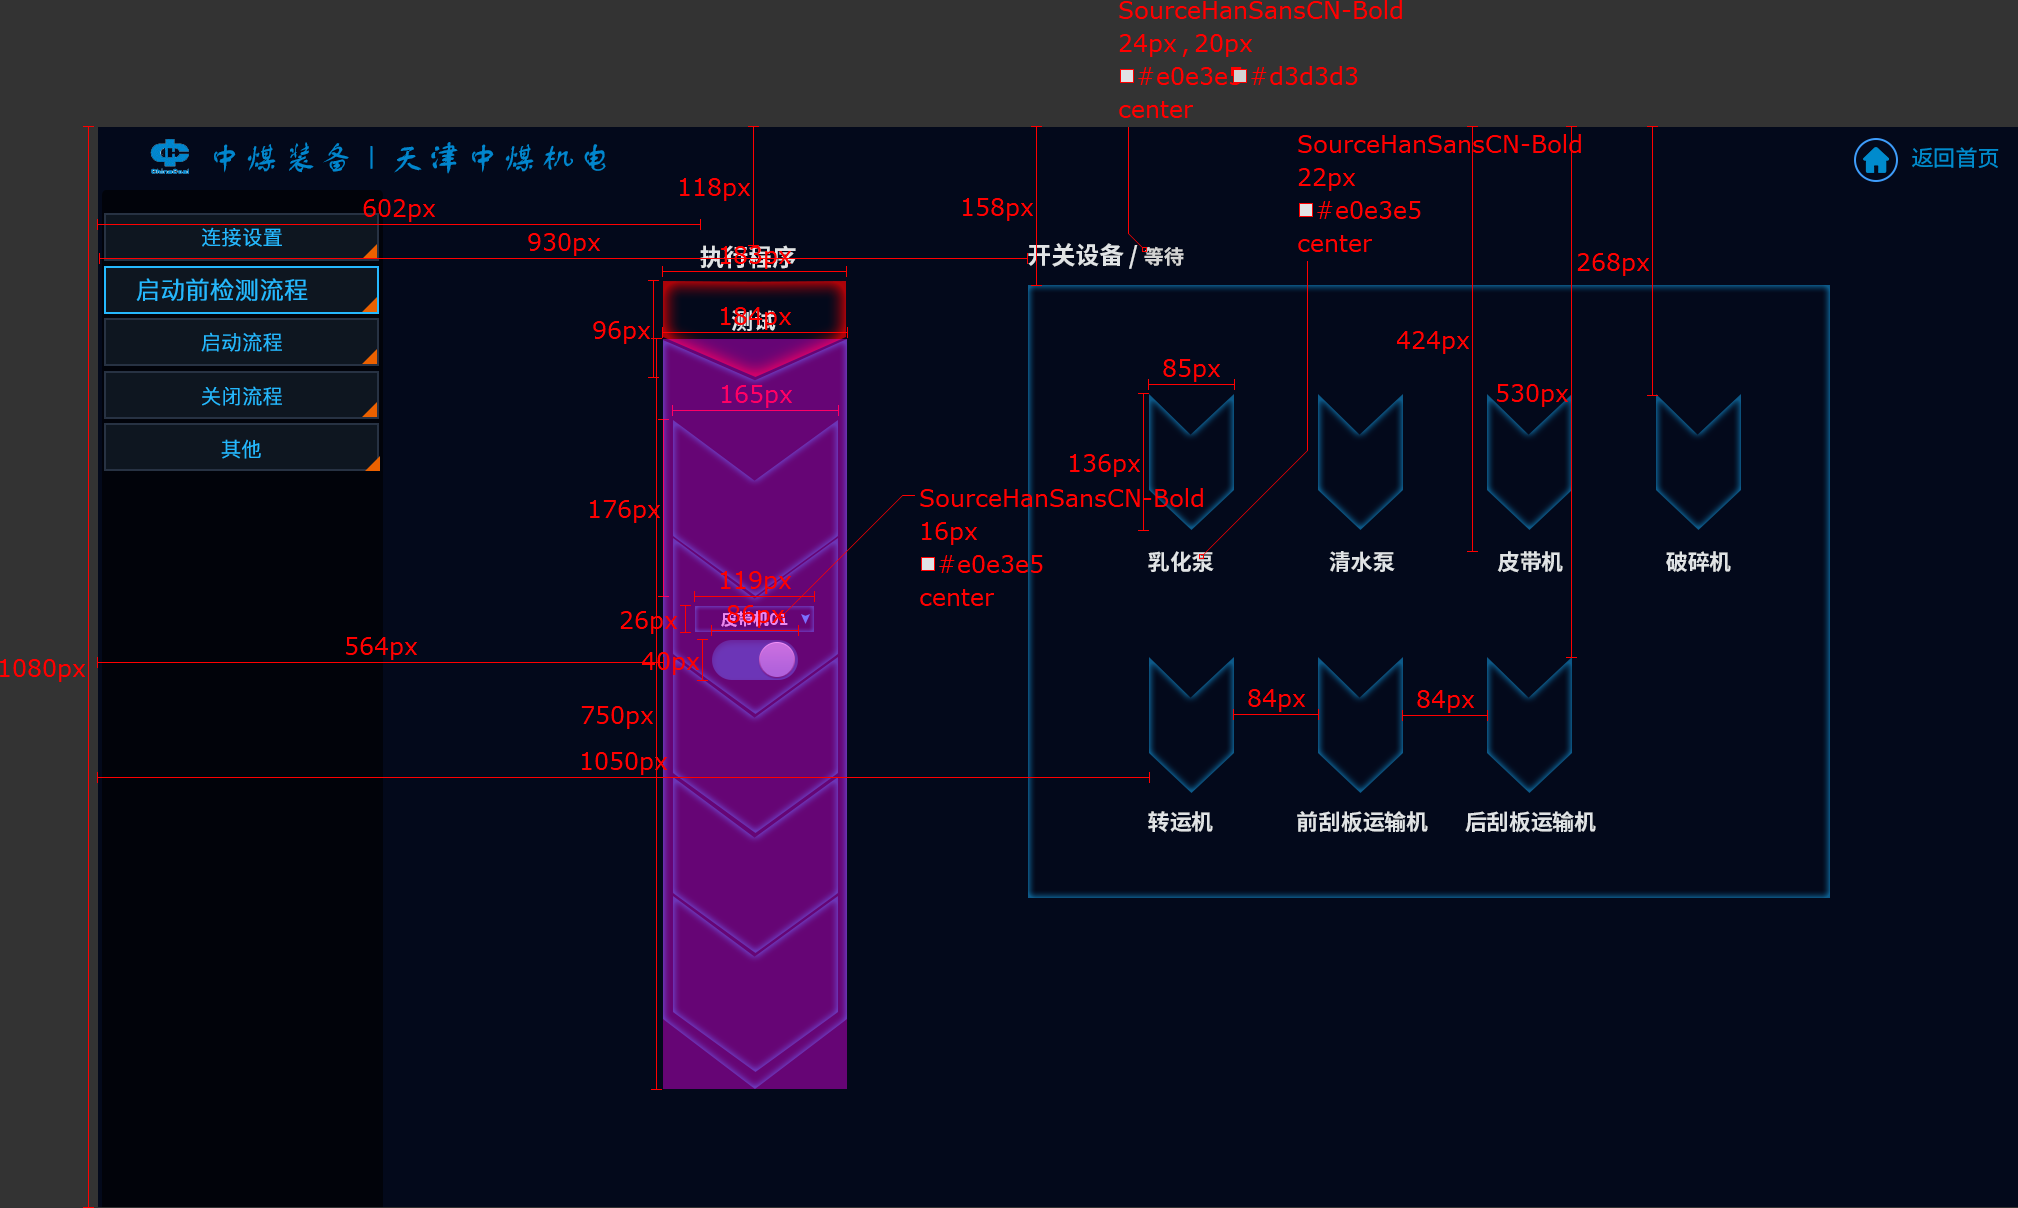 SourceHanSansCN-Bold
24px , 20px
#e0e3e5 #d3d3d3
center
中煤装备 | 天津中煤机电
SourceHanSansCN-Bold
22px
#e0e3e5
center
返回首页
118px
602px
158px
连接设置
930px
执行程序
183px
开关设备 / 等待
268px
启动前检测流程
测试
184px
96px
启动流程
424px
85px
关闭流程
165px
530px
其他
136px
176px
SourceHanSansCN-Bold
16px
#e0e3e5
center
乳化泵
清水泵
皮带机
破碎机
119px
26px
皮带机01
86px
564px
40px
1080px
84px
84px
750px
1050px
转运机
前刮板运输机
后刮板运输机